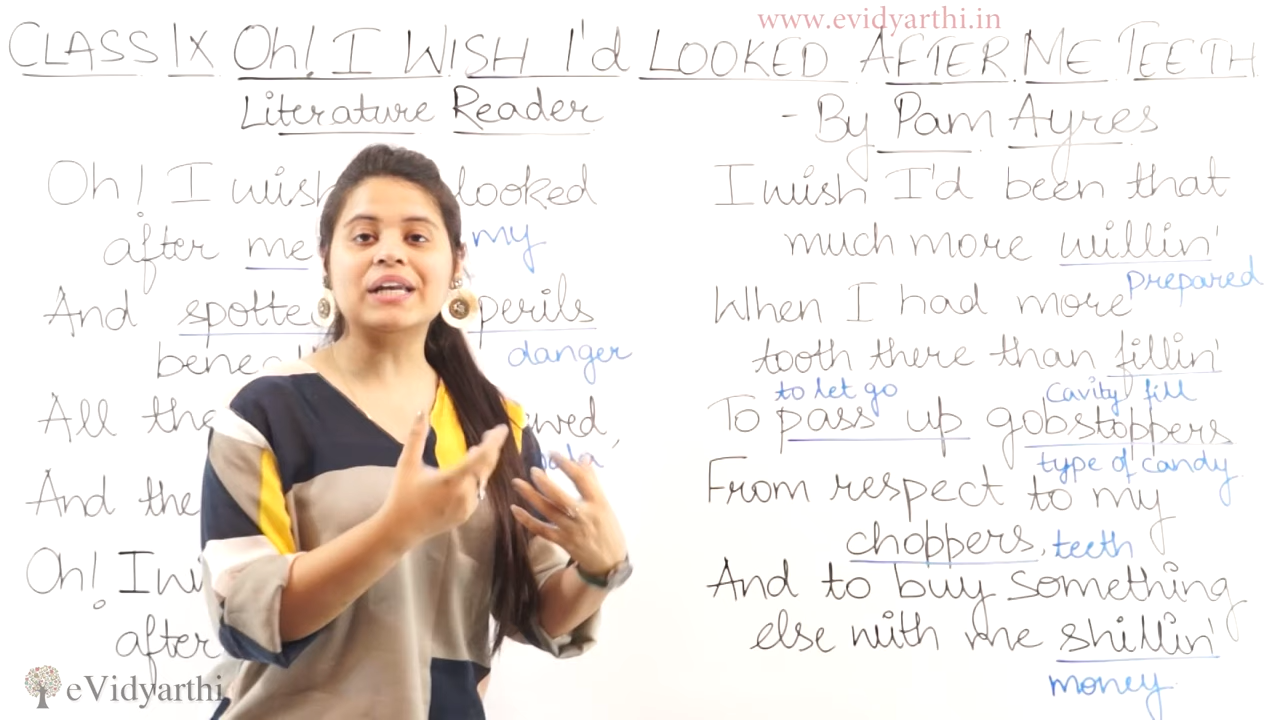 www.evidyarthi.in
CLASS IX Oh! I WISH I'd LOOKED AFTER ME TEETH
Literature Reader
- By Pam Ayres
Oh! I wish looked
after me my
And spotted perils
danger
All the
And the
Oh! I
after
I wish I'd been that
much more willin'
prepared
When I had more
tooth there than fillin'
to let go cavity fill
To pass up gobstoppers
type of candy
From respect to my
choppers, teeth
And to buy something
else with me shillin'
money
eVidyarthi